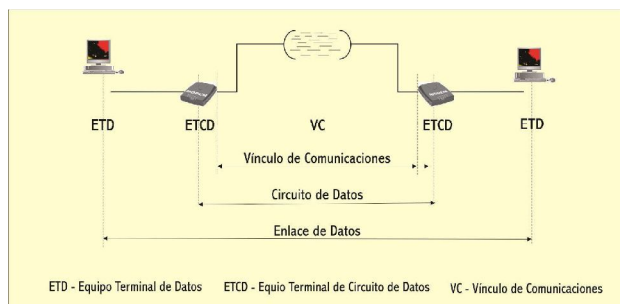 ETD ETCD VC ETCD ETD
Vínculo de Comunicaciones
Circuito de Datos
Enlace de Datos
ETD - Equipo Terminal de Datos ETCD - Equio Terminal de Circuito de Datos VC - Vínculo de Comunicaciones